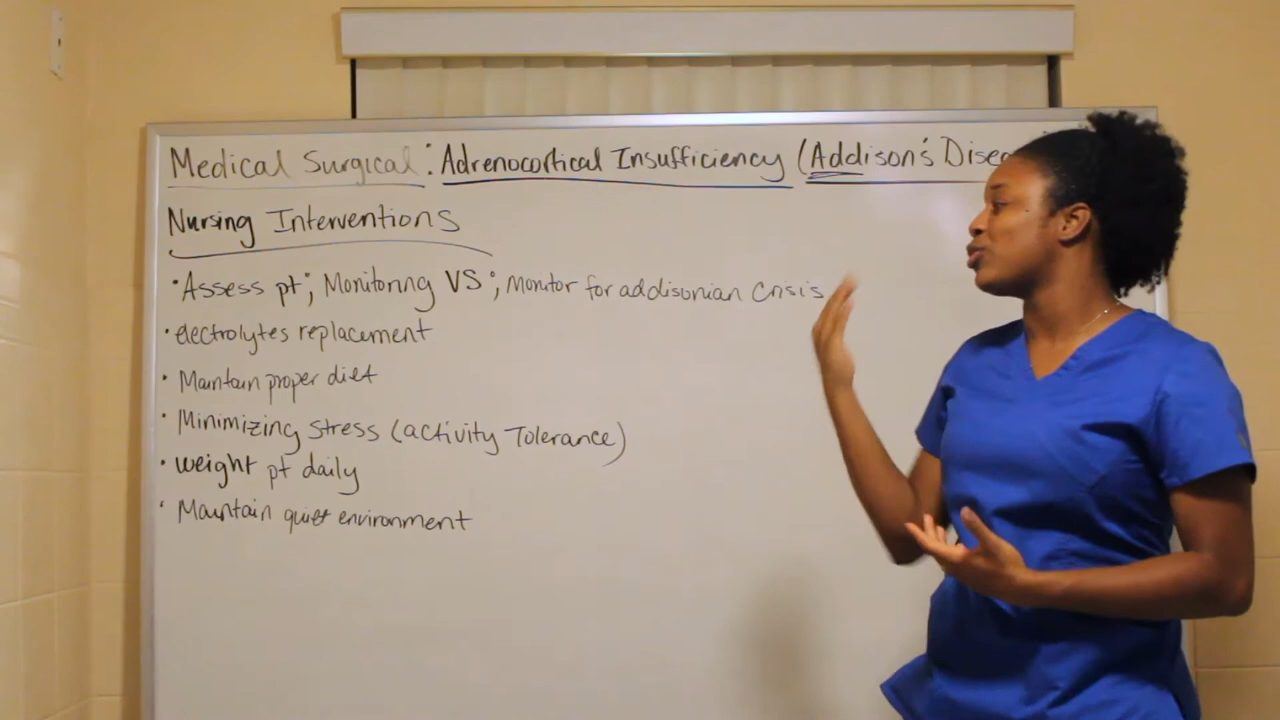 Medical Surgical: Adrenocortical Insufficiency (Addison's Disea
Nursing Interventions
• Assess pt; Monitoring VS; Monitor for addisonian crisis
• electrolytes replacement
• Maintain proper diet
• Minimizing stress (activity Tolerance)
• weight pt daily
• Maintain quiet environment